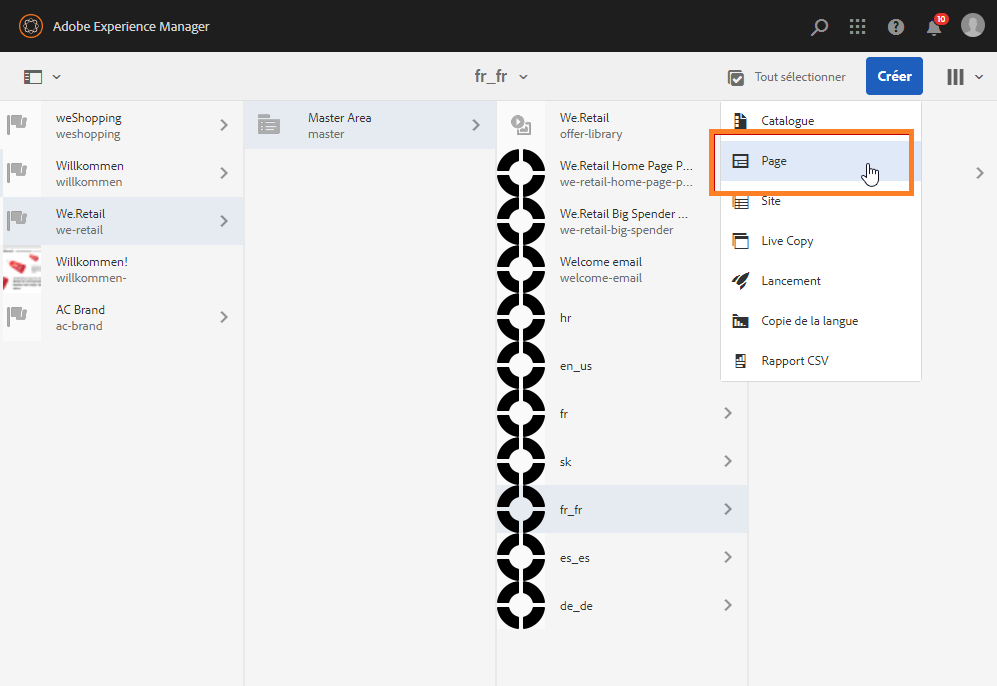 Adobe Experience Manager
10
fr_fr
Tout sélectionner
Créer
weShopping
weshopping
Willkommen
willkommen
We.Retail
we-retail
Willkommen!
willkommen-
AC Brand
ac-brand
Master Area
master
We.Retail
offer-library
We.Retail Home Page P...
we-retail-home-page-p...
We.Retail Big Spender ...
we-retail-big-spender
Welcome email
welcome-email
hr
en_us
fr
sk
fr_fr
es_es
de_de
Catalogue
Page
Site
Live Copy
Lancement
Copie de la langue
Rapport CSV